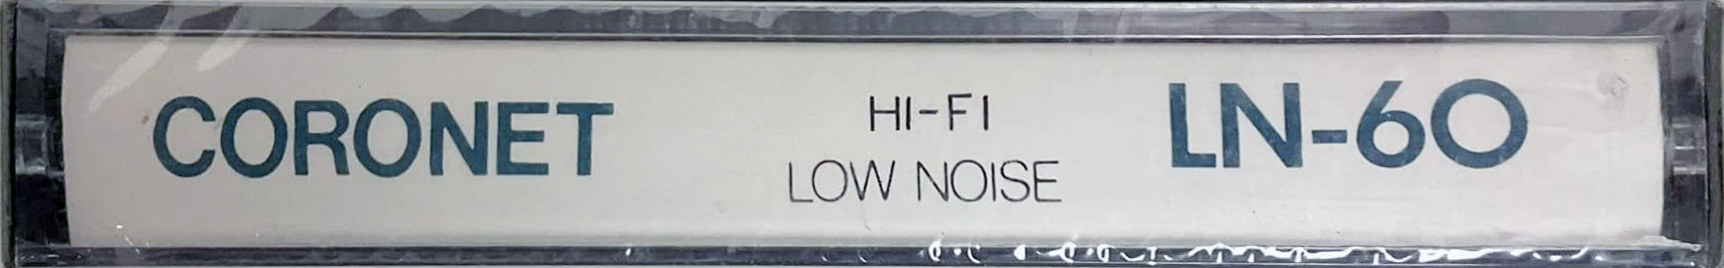 CORONET
HI-FI
LOW NOISE
LN-60